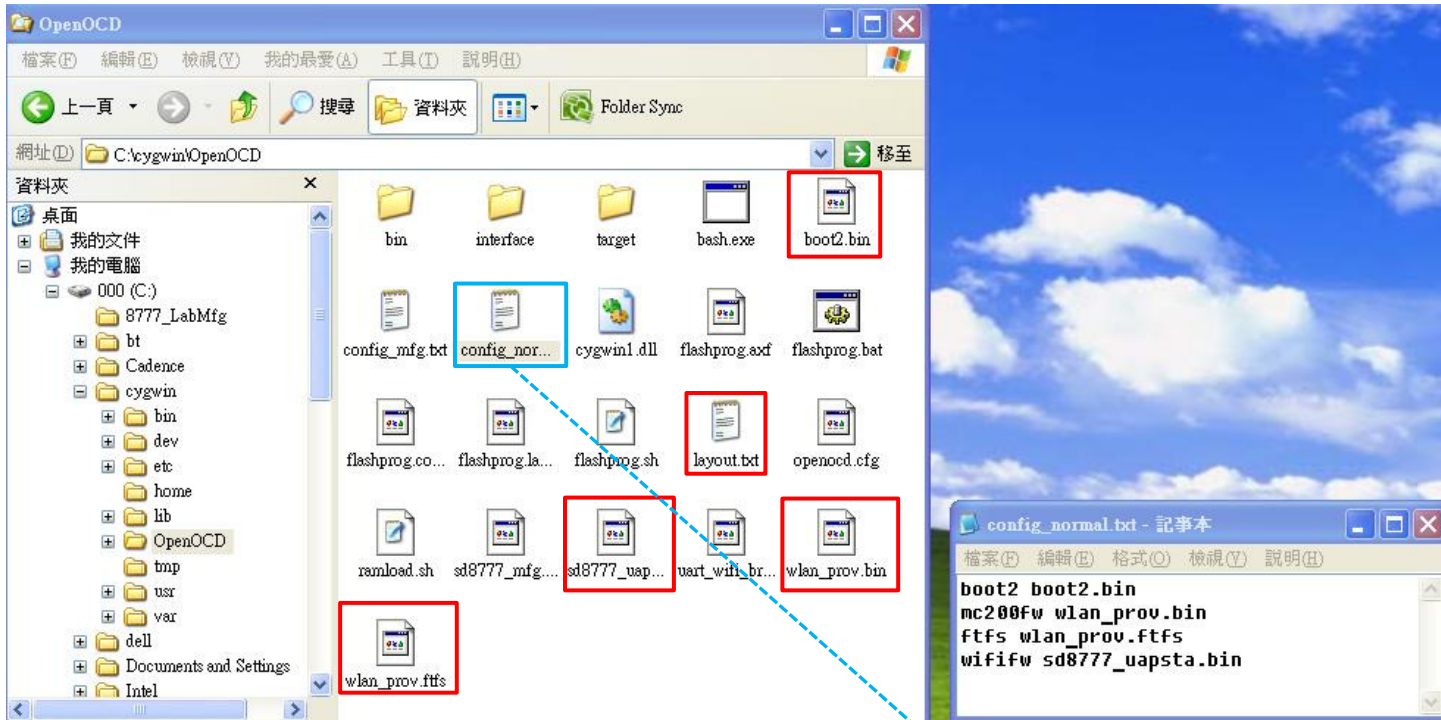 OpenOCD
檔案(F) 編輯(E) 檢視(V) 我的最愛(A) 工具(T) 說明(H)
上一頁 搜尋 資料夾 Folder Sync
網址(D) C:\cygwin\OpenOCD 移至
資料夾
桌面
我的文件
我的電腦
000 (C:)
8777_LabMfg
bt
Cadence
cygwin
bin
dev
etc
home
lib
OpenOCD
tmp
usr
var
dell
Documents and Settings
Intel
bin interface target bash.exe boot2.bin
config_mfg.txt config_nor... cygwin1.dll flashprog.axf flashprog.bat
flashprog.co... flashprog.la... flashprog.sh layout.txt openocd.cfg
ramload.sh sd8777_mfg.... sd8777_uap... uart_wifi_br... wlan_prov.bin
wlan_prov.ftfs
config_normal.txt - 記事本
檔案(F) 編輯(E) 格式(O) 檢視(V) 說明(H)
boot2 boot2.bin
mc200fw wlan_prov.bin
ftfs wlan_prov.ftfs
wififw sd8777_uapsta.bin